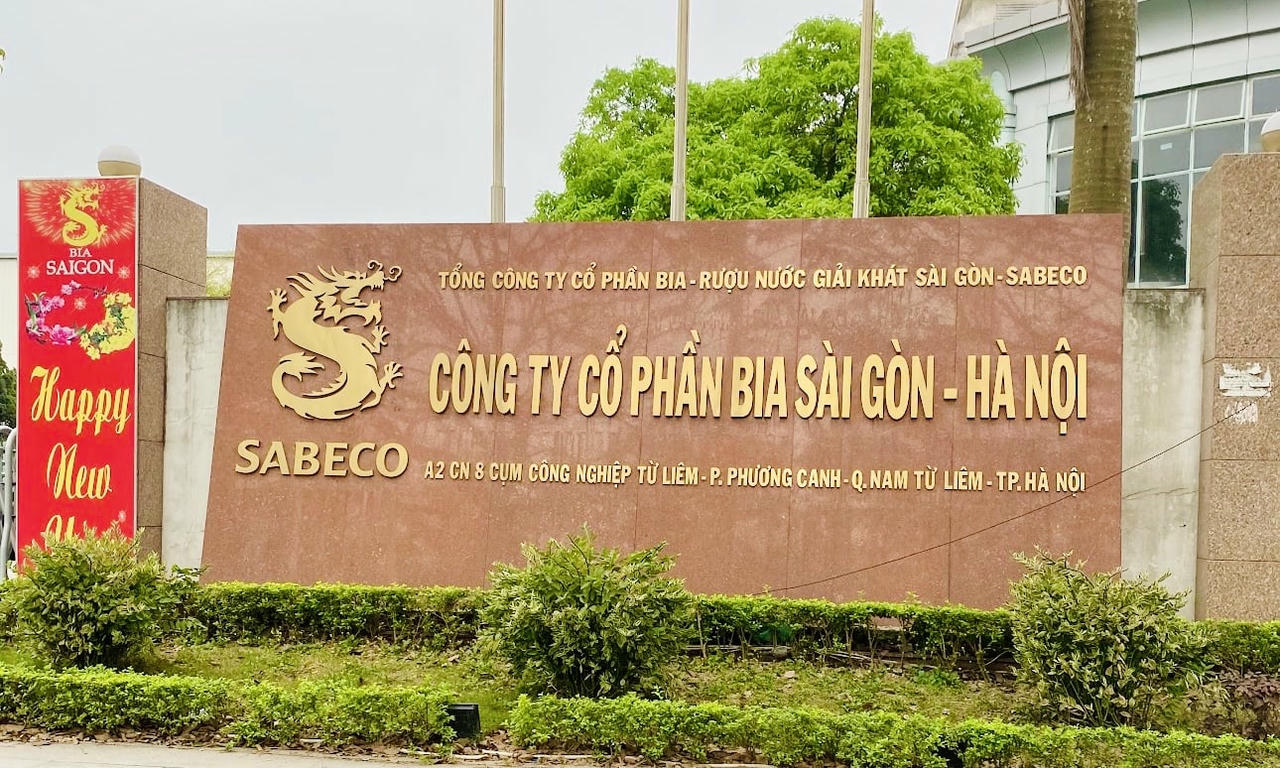 BIA
SAIGON
Happy
New
TỔNG CÔNG TY CỔ PHẦN BIA - RƯỢU NƯỚC GIẢI KHÁT SÀI GÒN - SABECO
CÔNG TY CỔ PHẦN BIA SÀI GÒN - HÀ NỘI
SABECO
A2 CN 8 CỤM CÔNG NGHIỆP TỪ LIÊM - P. PHƯƠNG CANH - Q. NAM TỪ LIÊM - TP. HÀ NỘI